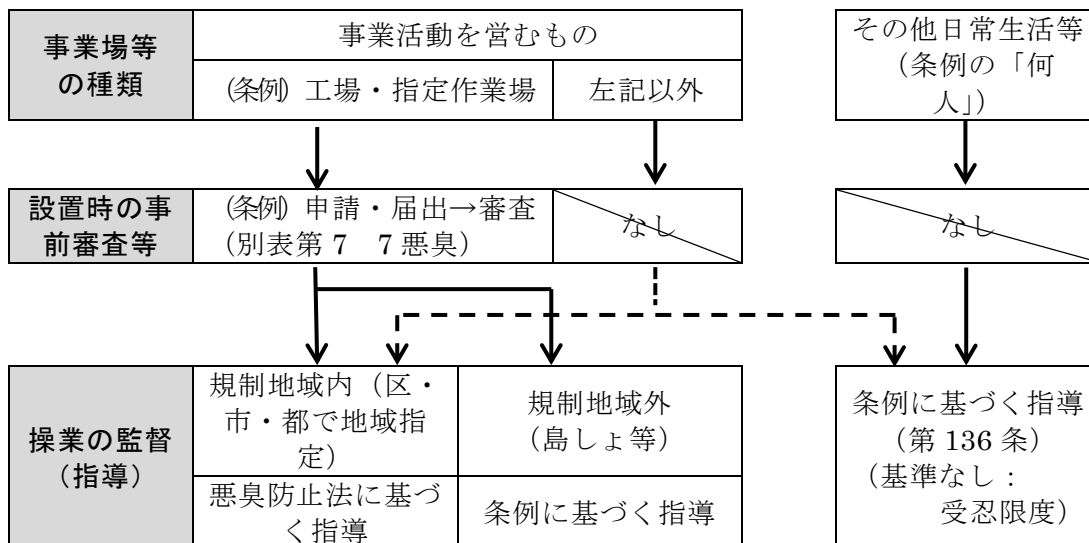 事業場等
の種類
事業活動を営むもの
(条例) 工場・指定作業場
左記以外
その他日常生活等
(条例の「何
人」)
設置時の事
前審査等
(条例) 申請・届出→審査
(別表第 7　7 悪臭)
なし
なし
操業の監督
(指導)
規制地域内 (区・
市・都で地域指
定)
規制地域外
(島しょ等)
悪臭防止法に基づ
く指導
条例に基づく指導
条例に基づく指導
(第 136 条)
(基準なし:
受忍限度)